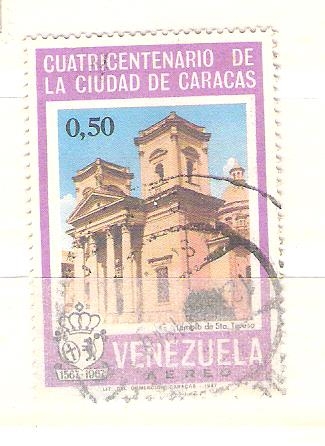 CUATRICENTENARIO DE
LA CIUDAD DE CARACAS
0,50
Templo de Sta. Teresa
1567-1967
VENEZUELA
AEREO
LIT. DEL COMERCIO-CARACAS-1967